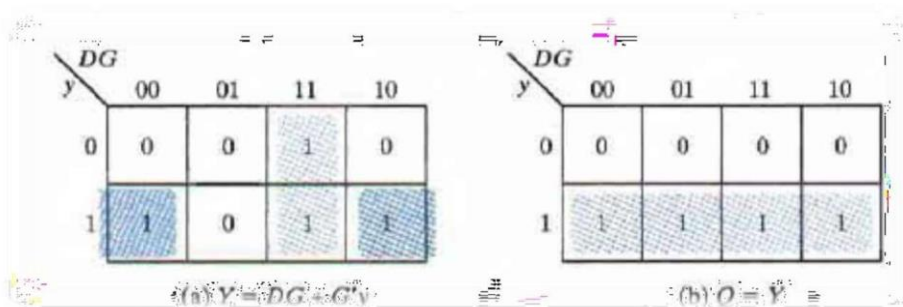 DG DG
y 00 01 11 10 y 00 01 11 10
0 0 0 1 0 0 0 0 0 0
1 1 0 1 1 1 1 1 1 1
(a) Y = DG + G'y (b) Q = Y